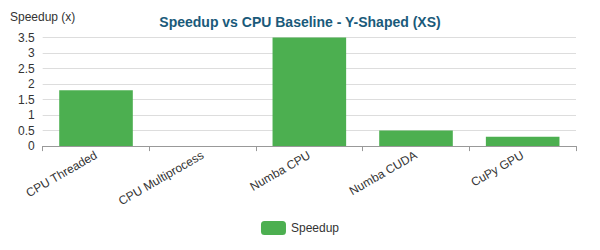 Speedup (x)
Speedup vs CPU Baseline - Y-Shaped (XS)
3.5
3
2.5
2
1.5
1
0.5
0
CPU Threaded
CPU Multiprocess
Numba CPU
Numba CUDA
CuPy GPU
Speedup